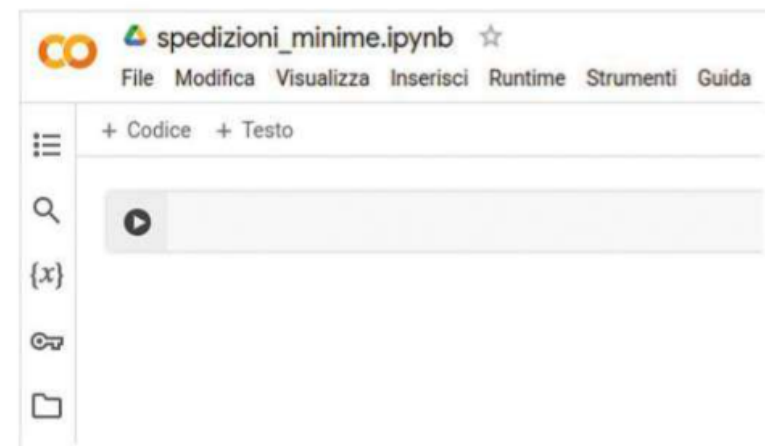 CO spedizioni_minime.ipynb
File Modifica Visualizza Inserisci Runtime Strumenti Guida
+ Codice + Testo
{x}